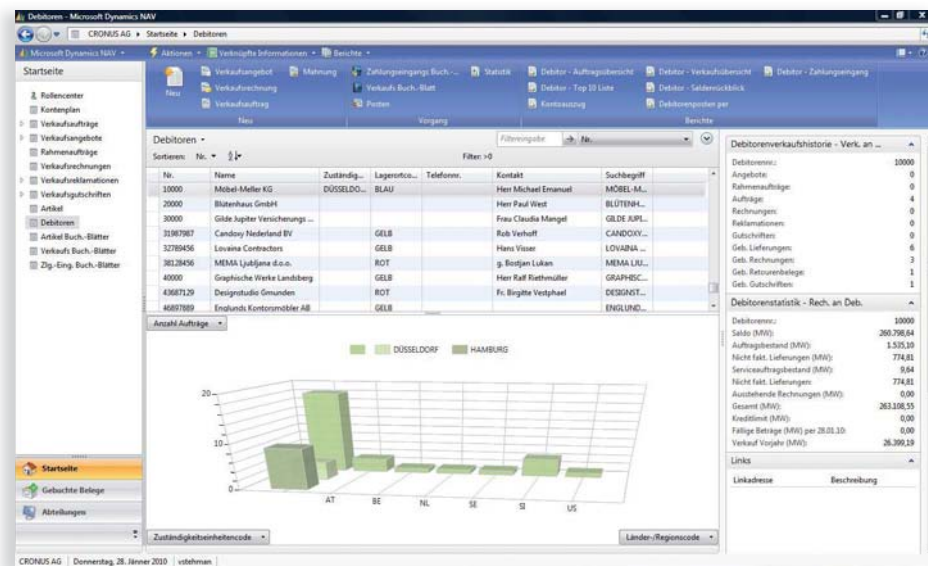 Debitoren - Microsoft Dynamics NAV
CRONUS AG ▸ Startseite ▸ Debitoren
Microsoft Dynamics NAV
Aktionen
Verknüpfte Informationen
Berichte
Startseite
Rollencenter
Kontenplan
Verkaufsaufträge
Verkaufsangebote
Rahmenaufträge
Verkaufsrechnungen
Verkaufsreklamationen
Verkaufsgutschriften
Artikel
Debitoren
Artikel Buch.-Blätter
Verkaufs Buch.-Blätter
Zlg.-Eing. Buch.-Blätter
Startseite
Gebuchte Belege
Abteilungen
Neu
Verkaufsangebot
Mahnung
Verkaufsrechnung
Verkaufsauftrag
Neu
Zahlungseingangs Buch.-...
Statistik
Verkaufs Buch.-Blatt
Posten
Vorgang
Debitor - Auftragsübersicht
Debitor - Verkaufsübersicht
Debitor - Zahlungseingang
Debitor - Top 10 Liste
Debitor - Saldenrückblick
Kontoauszug
Debitorenposten per
Berichte
Debitoren
Filtereingabe
Nr.
Sortieren: Nr.
Filter: >0
Nr. Name Zuständig... Lagerortco... Telefonnr. Kontakt Suchbegriff
10000 Möbel-Meller KG DÜSSELDO... BLAU Herr Michael Emanuel MÖBEL-M...
20000 Blütenhaus GmbH Herr Paul West BLÜTENH...
30000 Gilde Jupiter Versicherungs ... Frau Claudia Mangel GILDE JUPI...
31987987 Candoxy Nederland BV GELB Rob Verhoff CANDOXY...
32789456 Lovaina Contractors GELB Hans Visser LOVAINA ...
38128456 MEMA Ljubljana d.o.o. ROT g. Bostjan Lukan MEMA LJU...
40000 Graphische Werke Landsberg GELB Herr Ralf Riethmüller GRAPHISC...
43687129 Designstudio Gmunden ROT Fr. Birgitte Vestphael DESIGNST...
46897889 Englunds Kontorsmöbler AB GELB ENGLUND...
Anzahl Aufträge
DÜSSELDORF
HAMBURG
20
10
0
AT
BE
NL
SE
SI
US
Zuständigkeitseinheitencode
Länder-/Regionscode
Debitorenverkaufshistorie - Verk. an ...
Debitorennr.: 10000
Angebote: 0
Rahmenaufträge: 0
Aufträge: 4
Rechnungen: 0
Reklamationen: 0
Gutschriften: 0
Geb. Lieferungen: 6
Geb. Rechnungen: 3
Geb. Retourenbelege: 1
Geb. Gutschriften: 1
Debitorenstatistik - Rech. an Deb.
Debitorennr.: 10000
Saldo (MW): 260.798,64
Auftragsbestand (MW): 1.535,10
Nicht fakt. Lieferungen (MW): 774,81
Serviceauftragsbestand (MW): 9,64
Nicht fakt. Lieferungen: 774,81
Ausstehende Rechnungen (MW): 0,00
Gesamt (MW): 263.108,55
Kreditlimit (MW): 0,00
Fällige Beträge (MW) per 28.01.10: 0,00
Verkauf Vorjahr (MW): 26.399,19
Links
Linkadresse Beschreibung
CRONUS AG Donnerstag, 28. Jänner 2010 vstehman